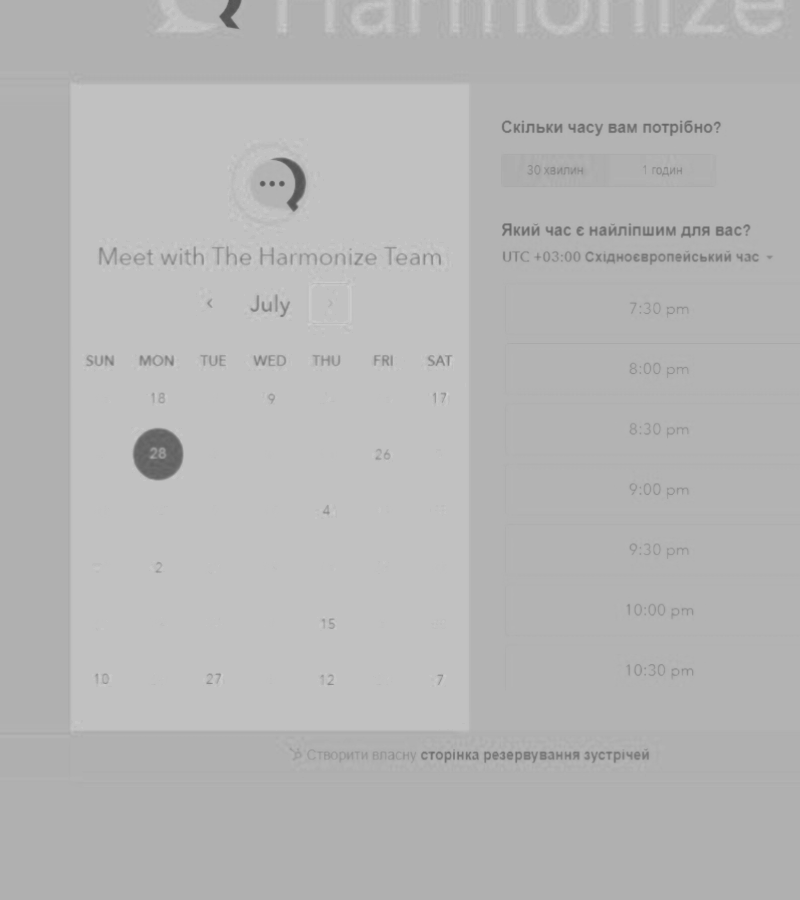 Harmonize
Meet with The Harmonize Team
July
SUN MON TUE WED THU FRI SAT
18 9 17
28 26
4
2
15
10 27 12 7
Скільки часу вам потрібно?
30 хвилин 1 годин
Який час є найліпшим для вас?
UTC +03:00 Східноєвропейський час
7:30 pm
8:00 pm
8:30 pm
9:00 pm
9:30 pm
10:00 pm
10:30 pm
Створити власну сторінка резервування зустрічей